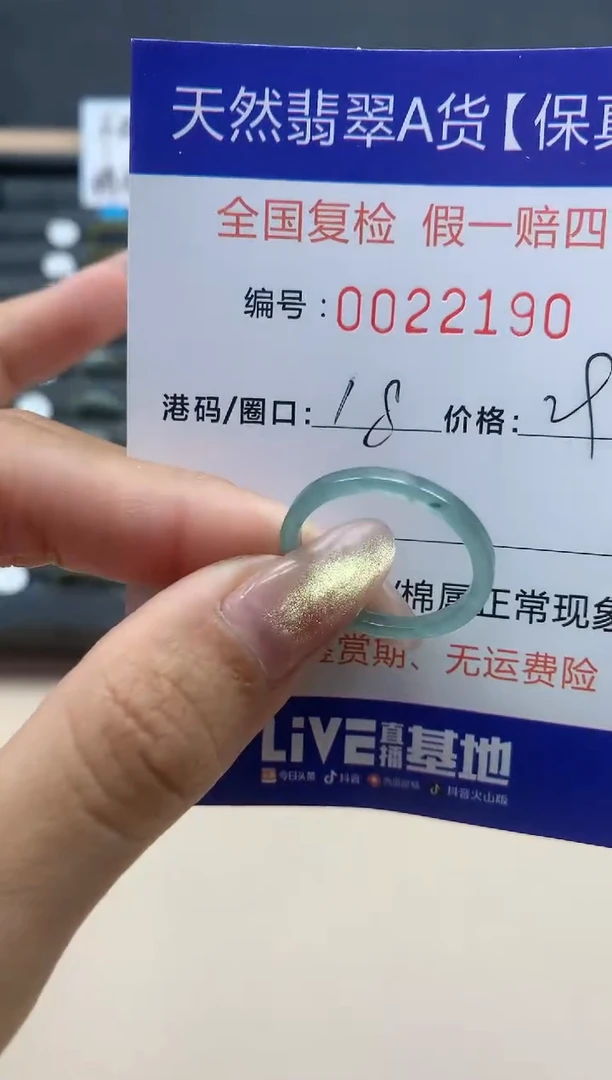 天然翡翠A货【保真
全国复检 假一赔四
编号:0022190
港码/圈口: 18 价格:
/棉属正常现象
鉴赏期、无运费险
LiVE直播基地
今日头条 抖音 抖音火山版